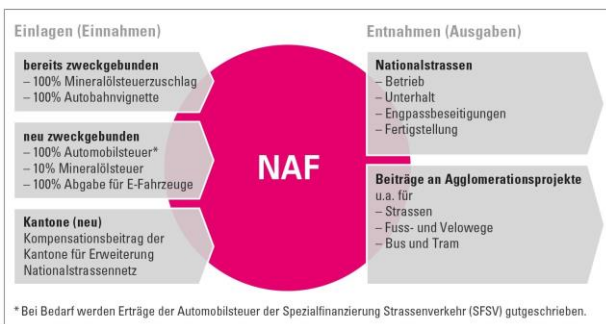 Einlagen (Einnahmen)
bereits zweckgebunden
– 100% Mineralölsteuerzuschlag
– 100% Autobahnvignette
neu zweckgebunden
– 100% Automobilsteuer*
– 10% Mineralölsteuer
– 100% Abgabe für E-Fahrzeuge
Kantone (neu)
Kompensationsbeitrag der
Kantone für Erweiterung
Nationalstrassennetz
NAF
Entnahmen (Ausgaben)
Nationalstrassen
– Betrieb
– Unterhalt
– Engpassbeseitigungen
– Fertigstellung
Beiträge an Agglomerationsprojekte
u.a. für
– Strassen
– Fuss- und Velowege
– Bus und Tram
* Bei Bedarf werden Erträge der Automobilsteuer der Spezialfinanzierung Strassenverkehr (SFSV) gutgeschrieben.